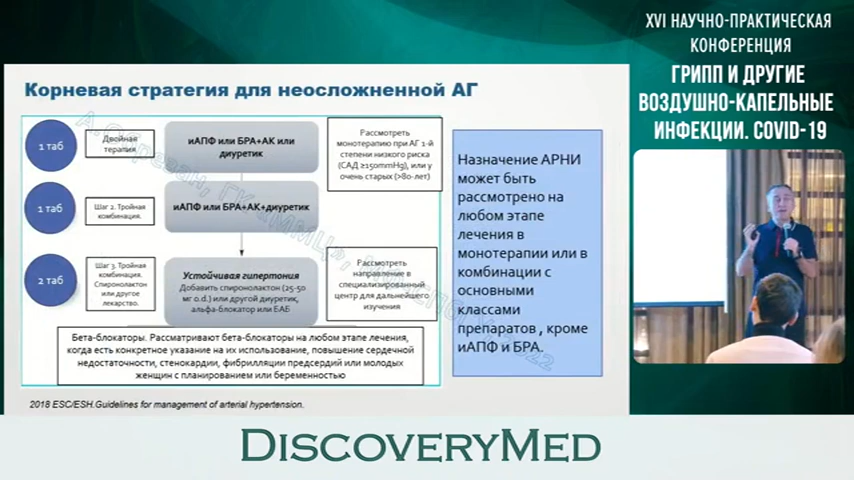 XVI НАУЧНО-ПРАКТИЧЕСКАЯ
КОНФЕРЕНЦИЯ
ГРИПП И ДРУГИЕ
ВОЗДУШНО-КАПЕЛЬНЫЕ
ИНФЕКЦИИ. COVID-19
Корневая стратегия для неосложненной АГ
1 таб
Двойная
терапия.
иАПФ или БРА+АК или
диуретик
Рассмотреть
монотерапию при АГ 1-й
степени низкого риска
(САД ≥150mmHg), или у
очень старых (>80-лет)
1 таб
Шаг 2. Тройная
комбинация.
иАПФ или БРА+АК+диуретик
2 таб
Шаг 3. Тройная
комбинация.
Спиронолактон
или другое
лекарство.
Устойчивая гипертония
Добавить спиронолактон (25-50
мг o.d.) или другой диуретик,
альфа-блокатор или БАБ
Рассмотреть
направление в
специализированный
центр для дальнейшего
изучения
Бета-блокаторы. Рассматривают бета-блокаторы на любом этапе лечения,
когда есть конкретное указание на их использование, повышение сердечной
недостаточности, стенокардии, фибрилляции предсердий или молодых
женщин с планированием или беременностью
Назначение АРНИ
может быть
рассмотрено на
любом этапе
лечения в
монотерапии или в
комбинации с
основными
классами
препаратов , кроме
иАПФ и БРА.
2018 ESC/ESH.Guidelines for management of arterial hypertension.
DISCOVERYMED